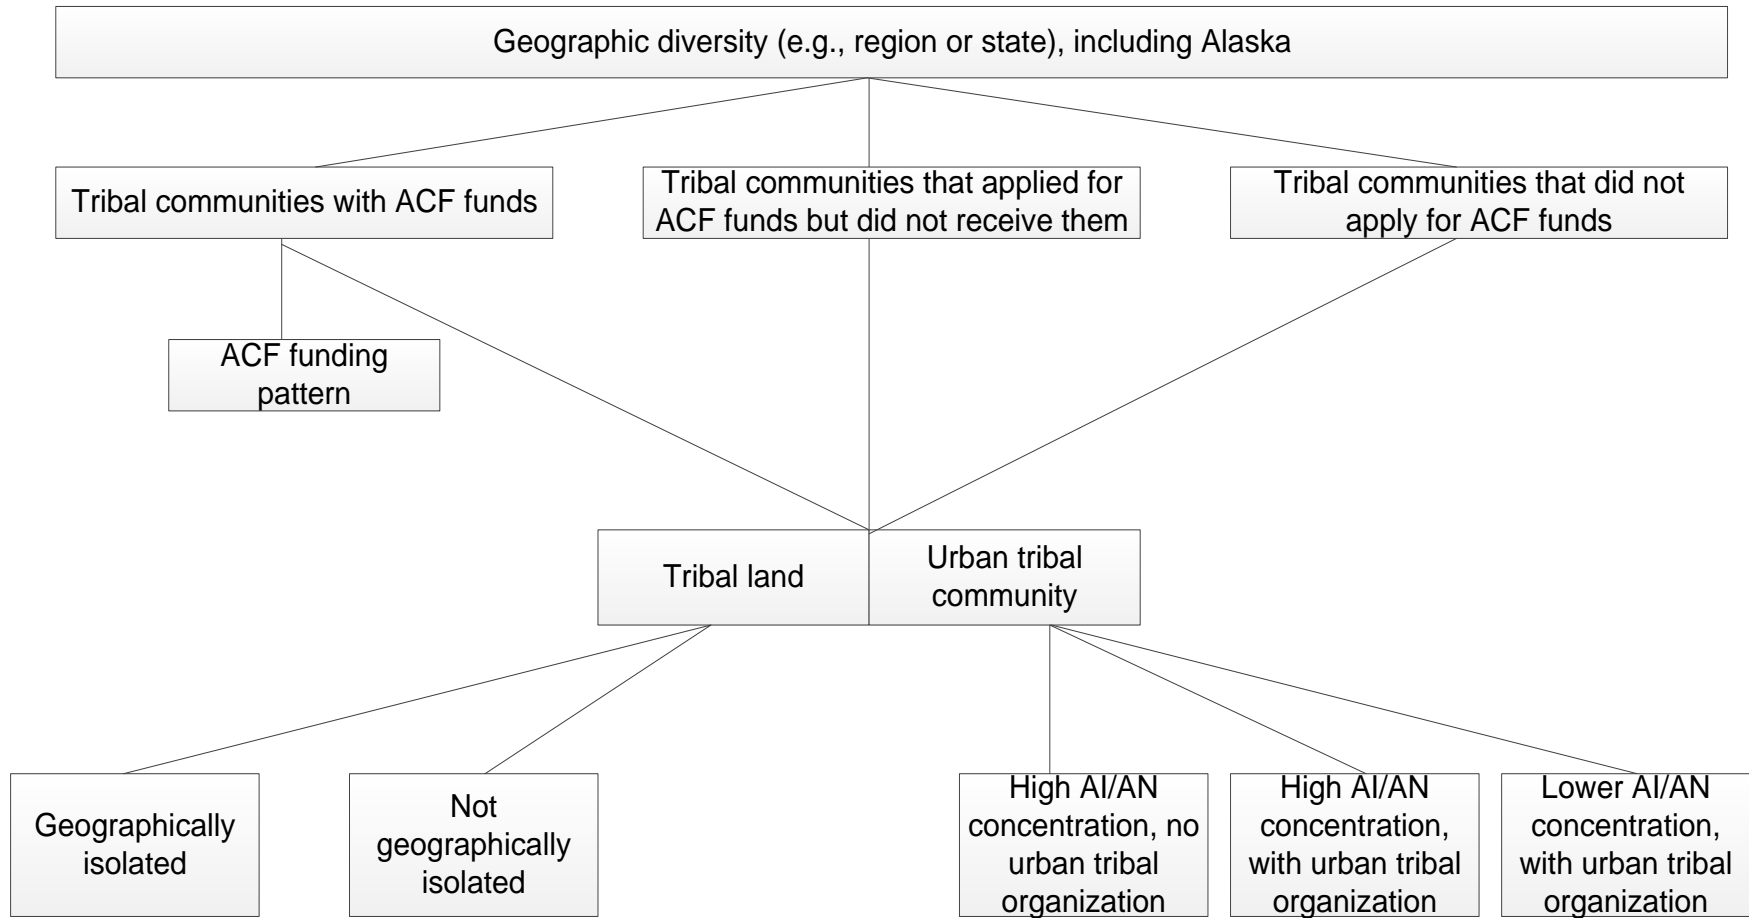 Geographic diversity (e.g., region or state), including Alaska
Tribal communities with ACF funds
Tribal communities that applied for
ACF funds but did not receive them
Tribal communities that did not
apply for ACF funds
ACF funding
pattern
Tribal land
Urban tribal
community
Geographically
isolated
Not
geographically
isolated
High AI/AN
concentration, no
urban tribal
organization
High AI/AN
concentration,
with urban tribal
organization
Lower AI/AN
concentration,
with urban tribal
organization